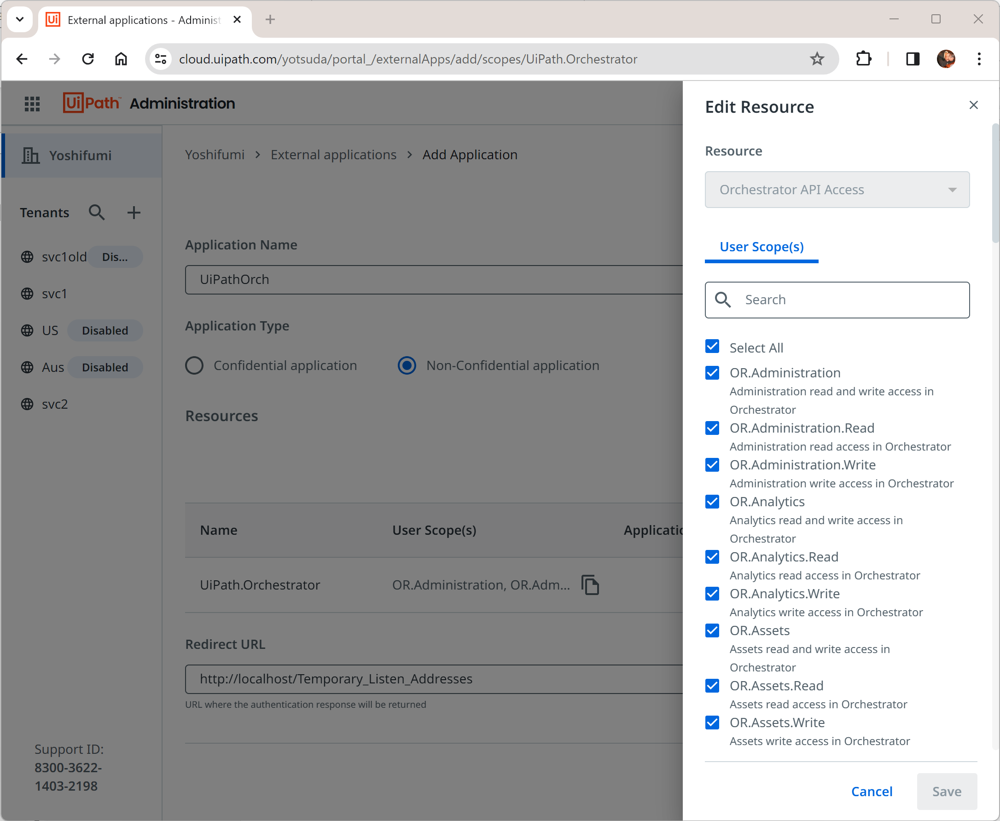 External applications - Administ
cloud.uipath.com/yotsuda/portal_/externalApps/add/scopes/UiPath.Orchestrator
UiPath™ Administration
Yoshifumi
Tenants
svc1old Dis...
svc1
US Disabled
Aus Disabled
svc2
Support ID:
8300-3622-
1403-2198
Yoshifumi > External applications > Add Application
Application Name
UiPathOrch
Application Type
Confidential application
Non-Confidential application
Resources
Name User Scope(s) Applicatio
UiPath.Orchestrator OR.Administration, OR.Adm...
Redirect URL
http://localhost/Temporary_Listen_Addresses
URL where the authentication response will be returned
Edit Resource
Resource
Orchestrator API Access
User Scope(s)
Search
Select All
OR.Administration
Administration read and write access in
Orchestrator
OR.Administration.Read
Administration read access in Orchestrator
OR.Administration.Write
Administration write access in Orchestrator
OR.Analytics
Analytics read and write access in
Orchestrator
OR.Analytics.Read
Analytics read access in Orchestrator
OR.Analytics.Write
Analytics write access in Orchestrator
OR.Assets
Assets read and write access in
Orchestrator
OR.Assets.Read
Assets read access in Orchestrator
OR.Assets.Write
Assets write access in Orchestrator
Cancel
Save